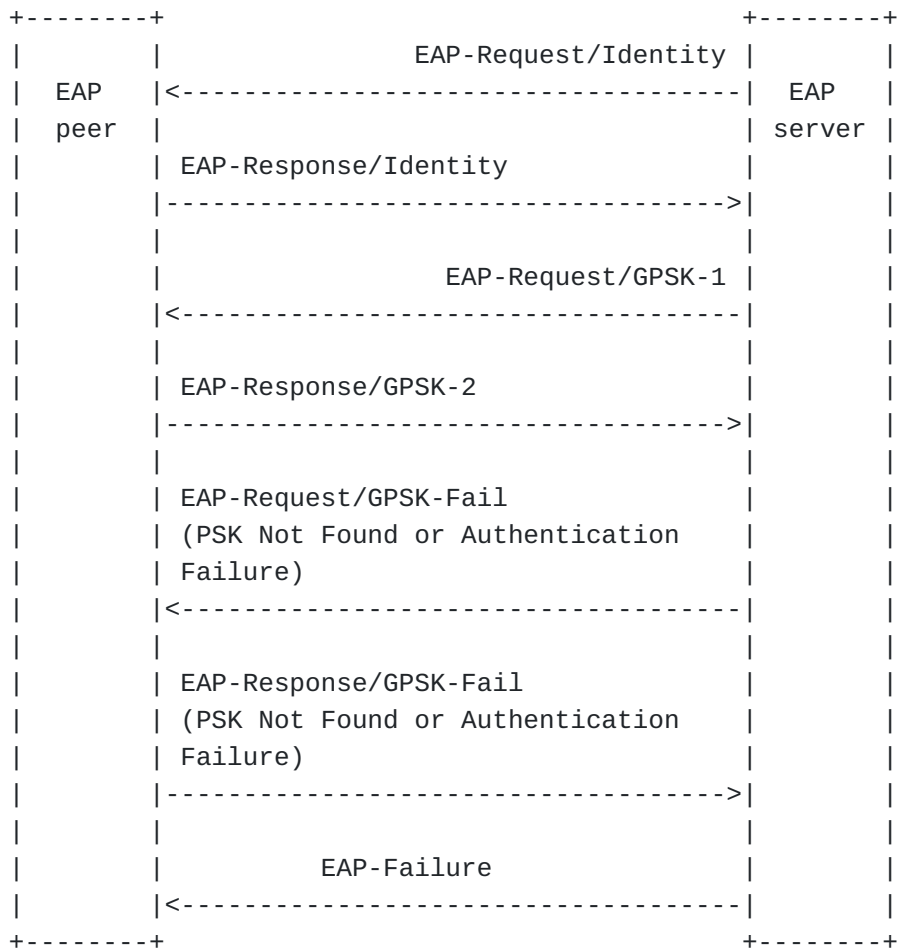 EAP-Request/Identity
EAP EAP
peer server
EAP-Response/Identity
EAP-Request/GPSK-1
EAP-Response/GPSK-2
EAP-Request/GPSK-Fail
(PSK Not Found or Authentication
Failure)
EAP-Response/GPSK-Fail
(PSK Not Found or Authentication
Failure)
EAP-Failure